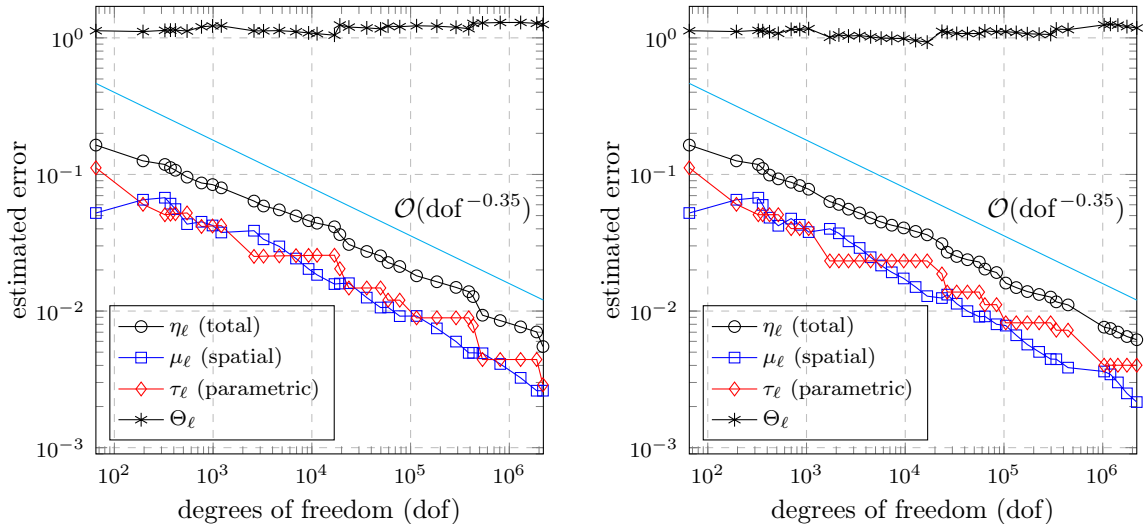 10^0
10^{-1}
10^{-2}
10^{-3}
estimated error
O(dof^{-0.35})
η_ℓ (total)
μ_ℓ (spatial)
τ_ℓ (parametric)
Θ_ℓ
10^2 10^3 10^4 10^5 10^6
degrees of freedom (dof)
10^0
10^{-1}
10^{-2}
10^{-3}
estimated error
O(dof^{-0.35})
η_ℓ (total)
μ_ℓ (spatial)
τ_ℓ (parametric)
Θ_ℓ
10^2 10^3 10^4 10^5 10^6
degrees of freedom (dof)